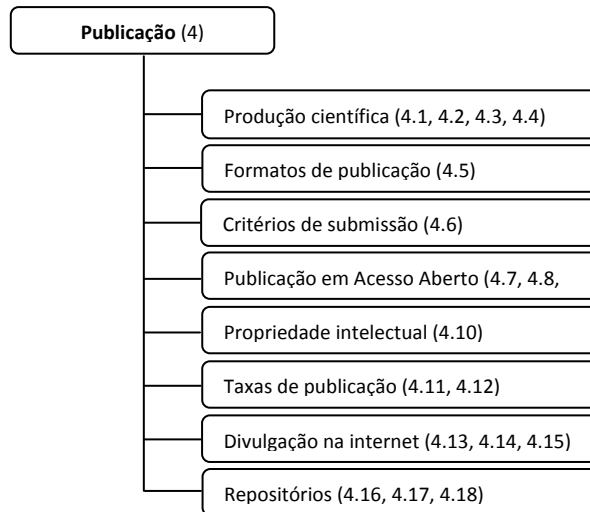 Publicação (4)
Produção científica (4.1, 4.2, 4.3, 4.4)
Formatos de publicação (4.5)
Critérios de submissão (4.6)
Publicação em Acesso Aberto (4.7, 4.8,
Propriedade intelectual (4.10)
Taxas de publicação (4.11, 4.12)
Divulgação na internet (4.13, 4.14, 4.15)
Repositórios (4.16, 4.17, 4.18)